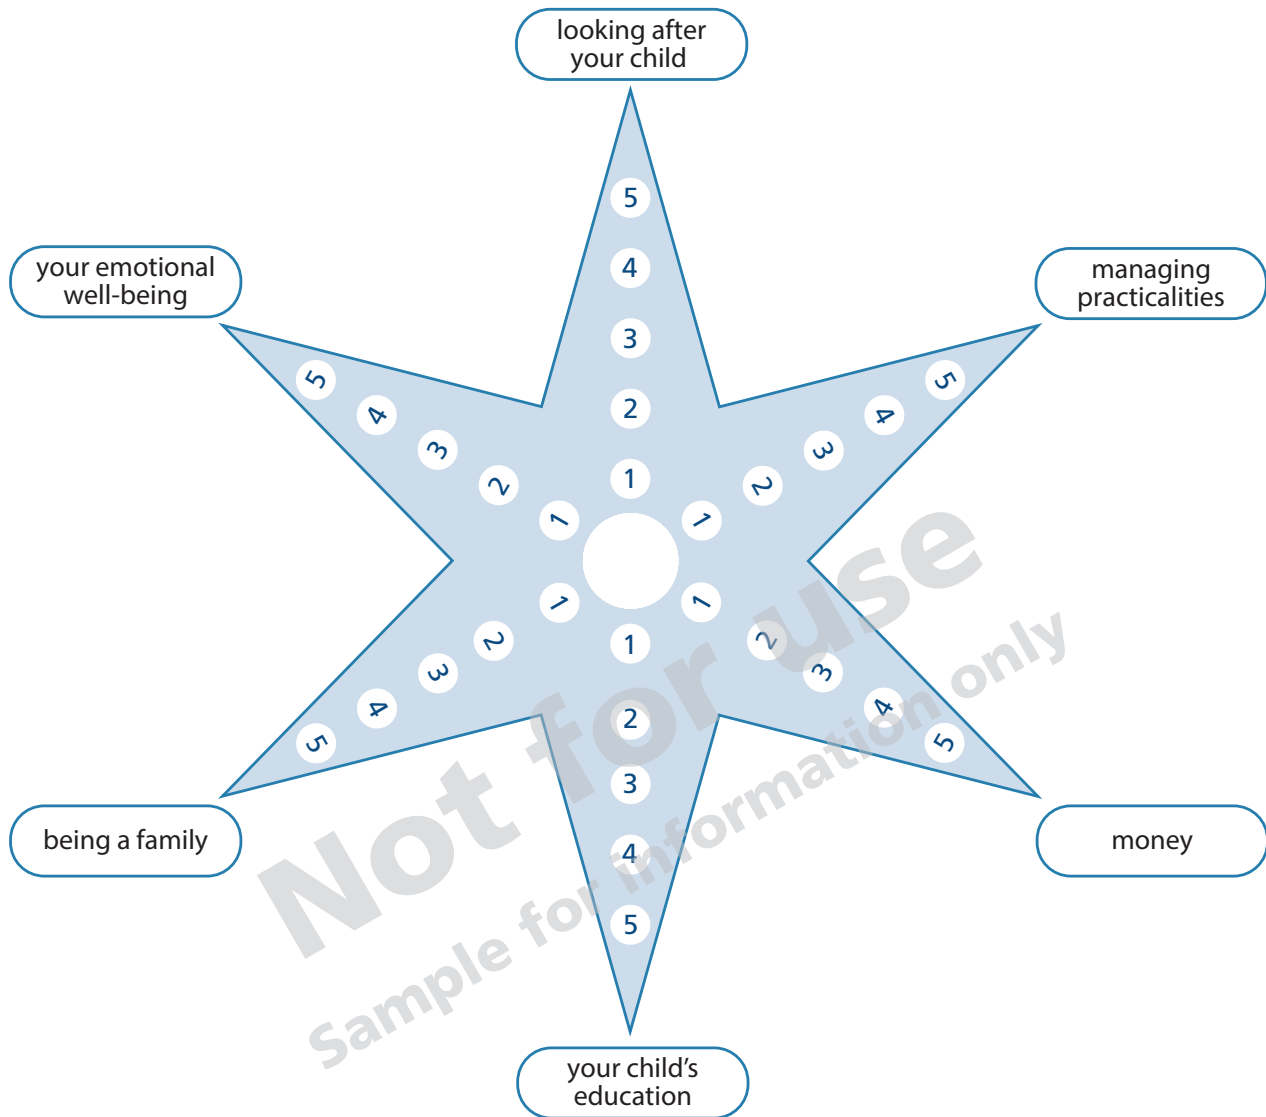 looking after
your child
your emotional
well-being
managing
practicalities
5
4
3
2
1
5
4
3
2
1
5
4
3
2
1
1
2
3
4
5
1
2
3
4
5
1
2
3
4
5
being a family
money
your child's
education
Not for use
Sample for information only